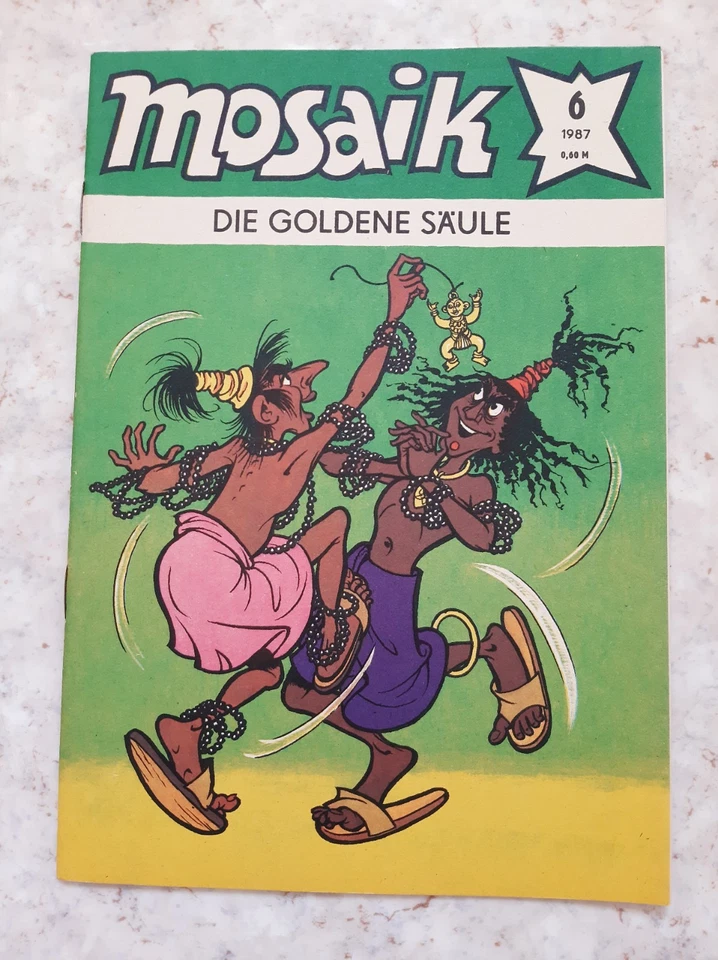 mosaik
6
1987
0,60 M
DIE GOLDENE SÄULE